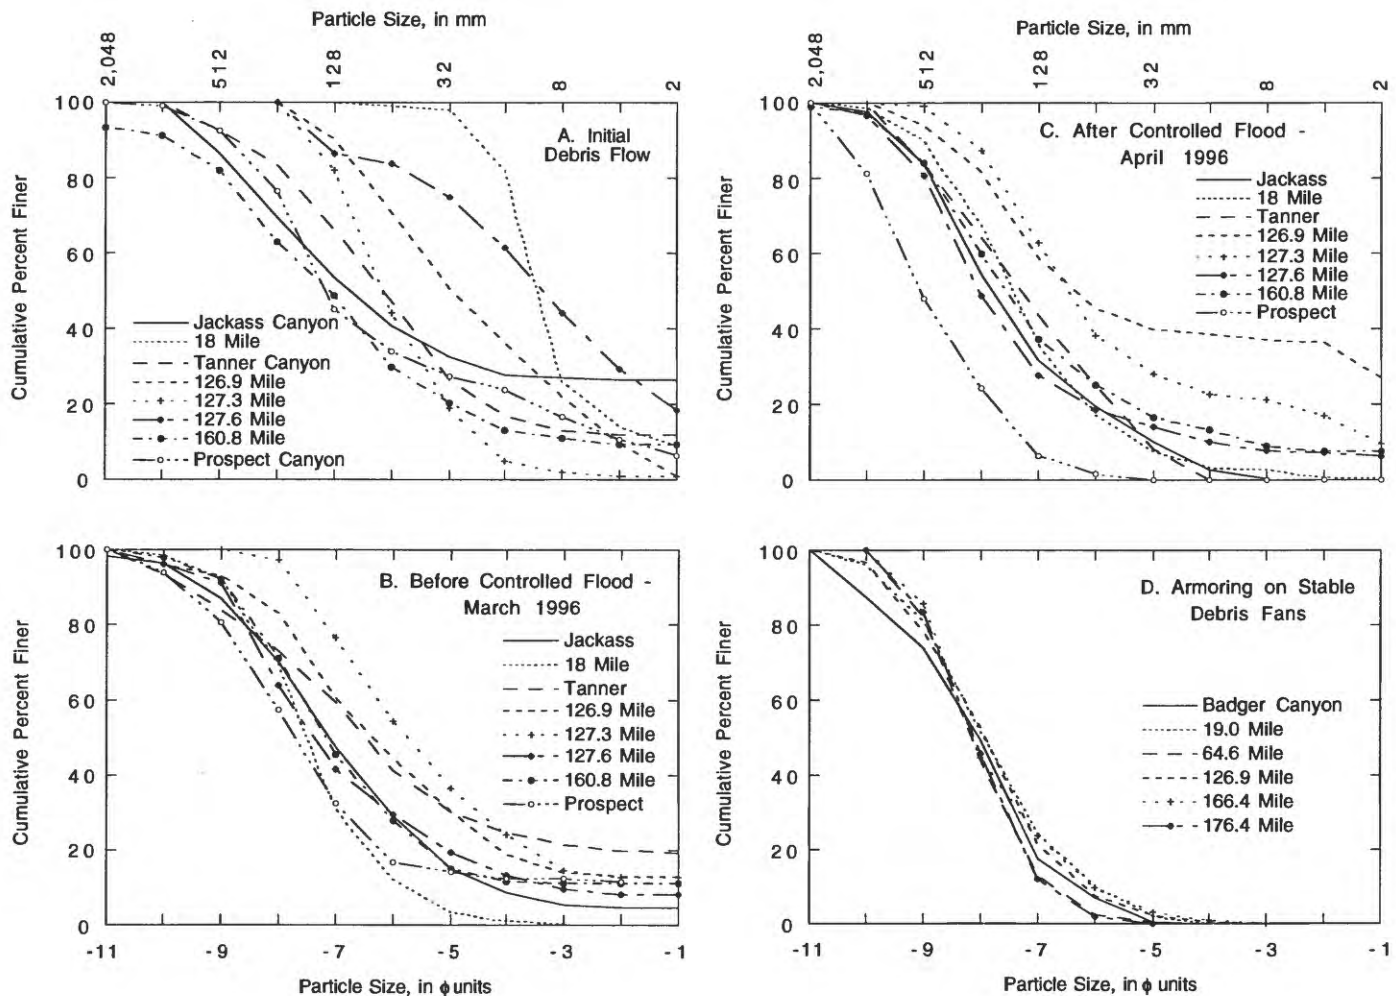 Particle Size, in mm
2,048 512 128 32 8 2
100
80
60
40
20
0
Cumulative Percent Finer
A. Initial
Debris Flow
Jackass Canyon
18 Mile
Tanner Canyon
126.9 Mile
127.3 Mile
127.6 Mile
160.8 Mile
Prospect Canyon
Particle Size, in mm
2,048 512 128 32 8 2
100
80
60
40
20
0
Cumulative Percent Finer
C. After Controlled Flood -
April 1996
Jackass
18 Mile
Tanner
126.9 Mile
127.3 Mile
127.6 Mile
160.8 Mile
Prospect
100
80
60
40
20
0
Cumulative Percent Finer
B. Before Controlled Flood -
March 1996
Jackass
18 Mile
Tanner
126.9 Mile
127.3 Mile
127.6 Mile
160.8 Mile
Prospect
-11 -9 -7 -5 -3 -1
Particle Size, in ϕ units
100
80
60
40
20
0
Cumulative Percent Finer
D. Armoring on Stable
Debris Fans
Badger Canyon
19.0 Mile
64.6 Mile
126.9 Mile
166.4 Mile
176.4 Mile
-11 -9 -7 -5 -3 -1
Particle Size, in ϕ units